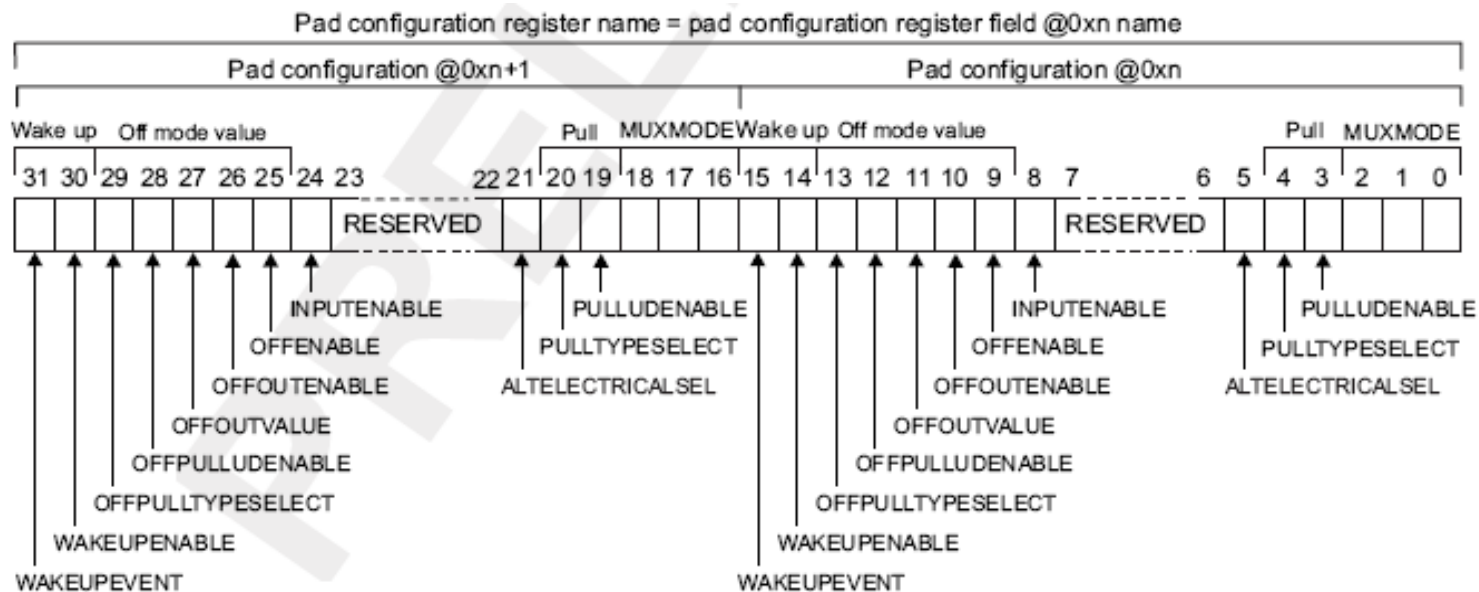 Pad configuration register name = pad configuration register field @0xn name
Pad configuration @0xn+1 Pad configuration @0xn
Wake up Off mode value Pull MUXMODE Wake up Off mode value Pull MUXMODE
31 30 29 28 27 26 25 24 23 22 21 20 19 18 17 16 15 14 13 12 11 10 9 8 7 6 5 4 3 2 1 0
RESERVED RESERVED
INPUTENABLE PULLUDENABLE INPUTENABLE PULLUDENABLE
OFFENABLE PULLTYPESELECT OFFENABLE PULLTYPESELECT
OFFOUTENABLE ALTELECTRICALSEL OFFOUTENABLE ALTELECTRICALSEL
OFFOUTVALUE OFFOUTVALUE
OFFPULLUDENABLE OFFPULLUDENABLE
OFFPULLTYPESELECT OFFPULLTYPESELECT
WAKEUPENABLE WAKEUPENABLE
WAKEUPEVENT WAKEUPEVENT
PREL